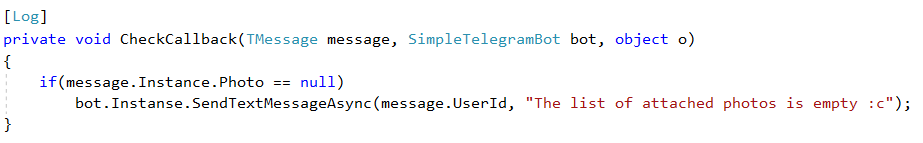 [Log]
private void CheckCallback(TMessage message, SimpleTelegramBot bot, object o)
{
if(message.Instance.Photo == null)
bot.Instanse.SendTextMessageAsync(message.UserId, "The list of attached photos is empty :c");
}